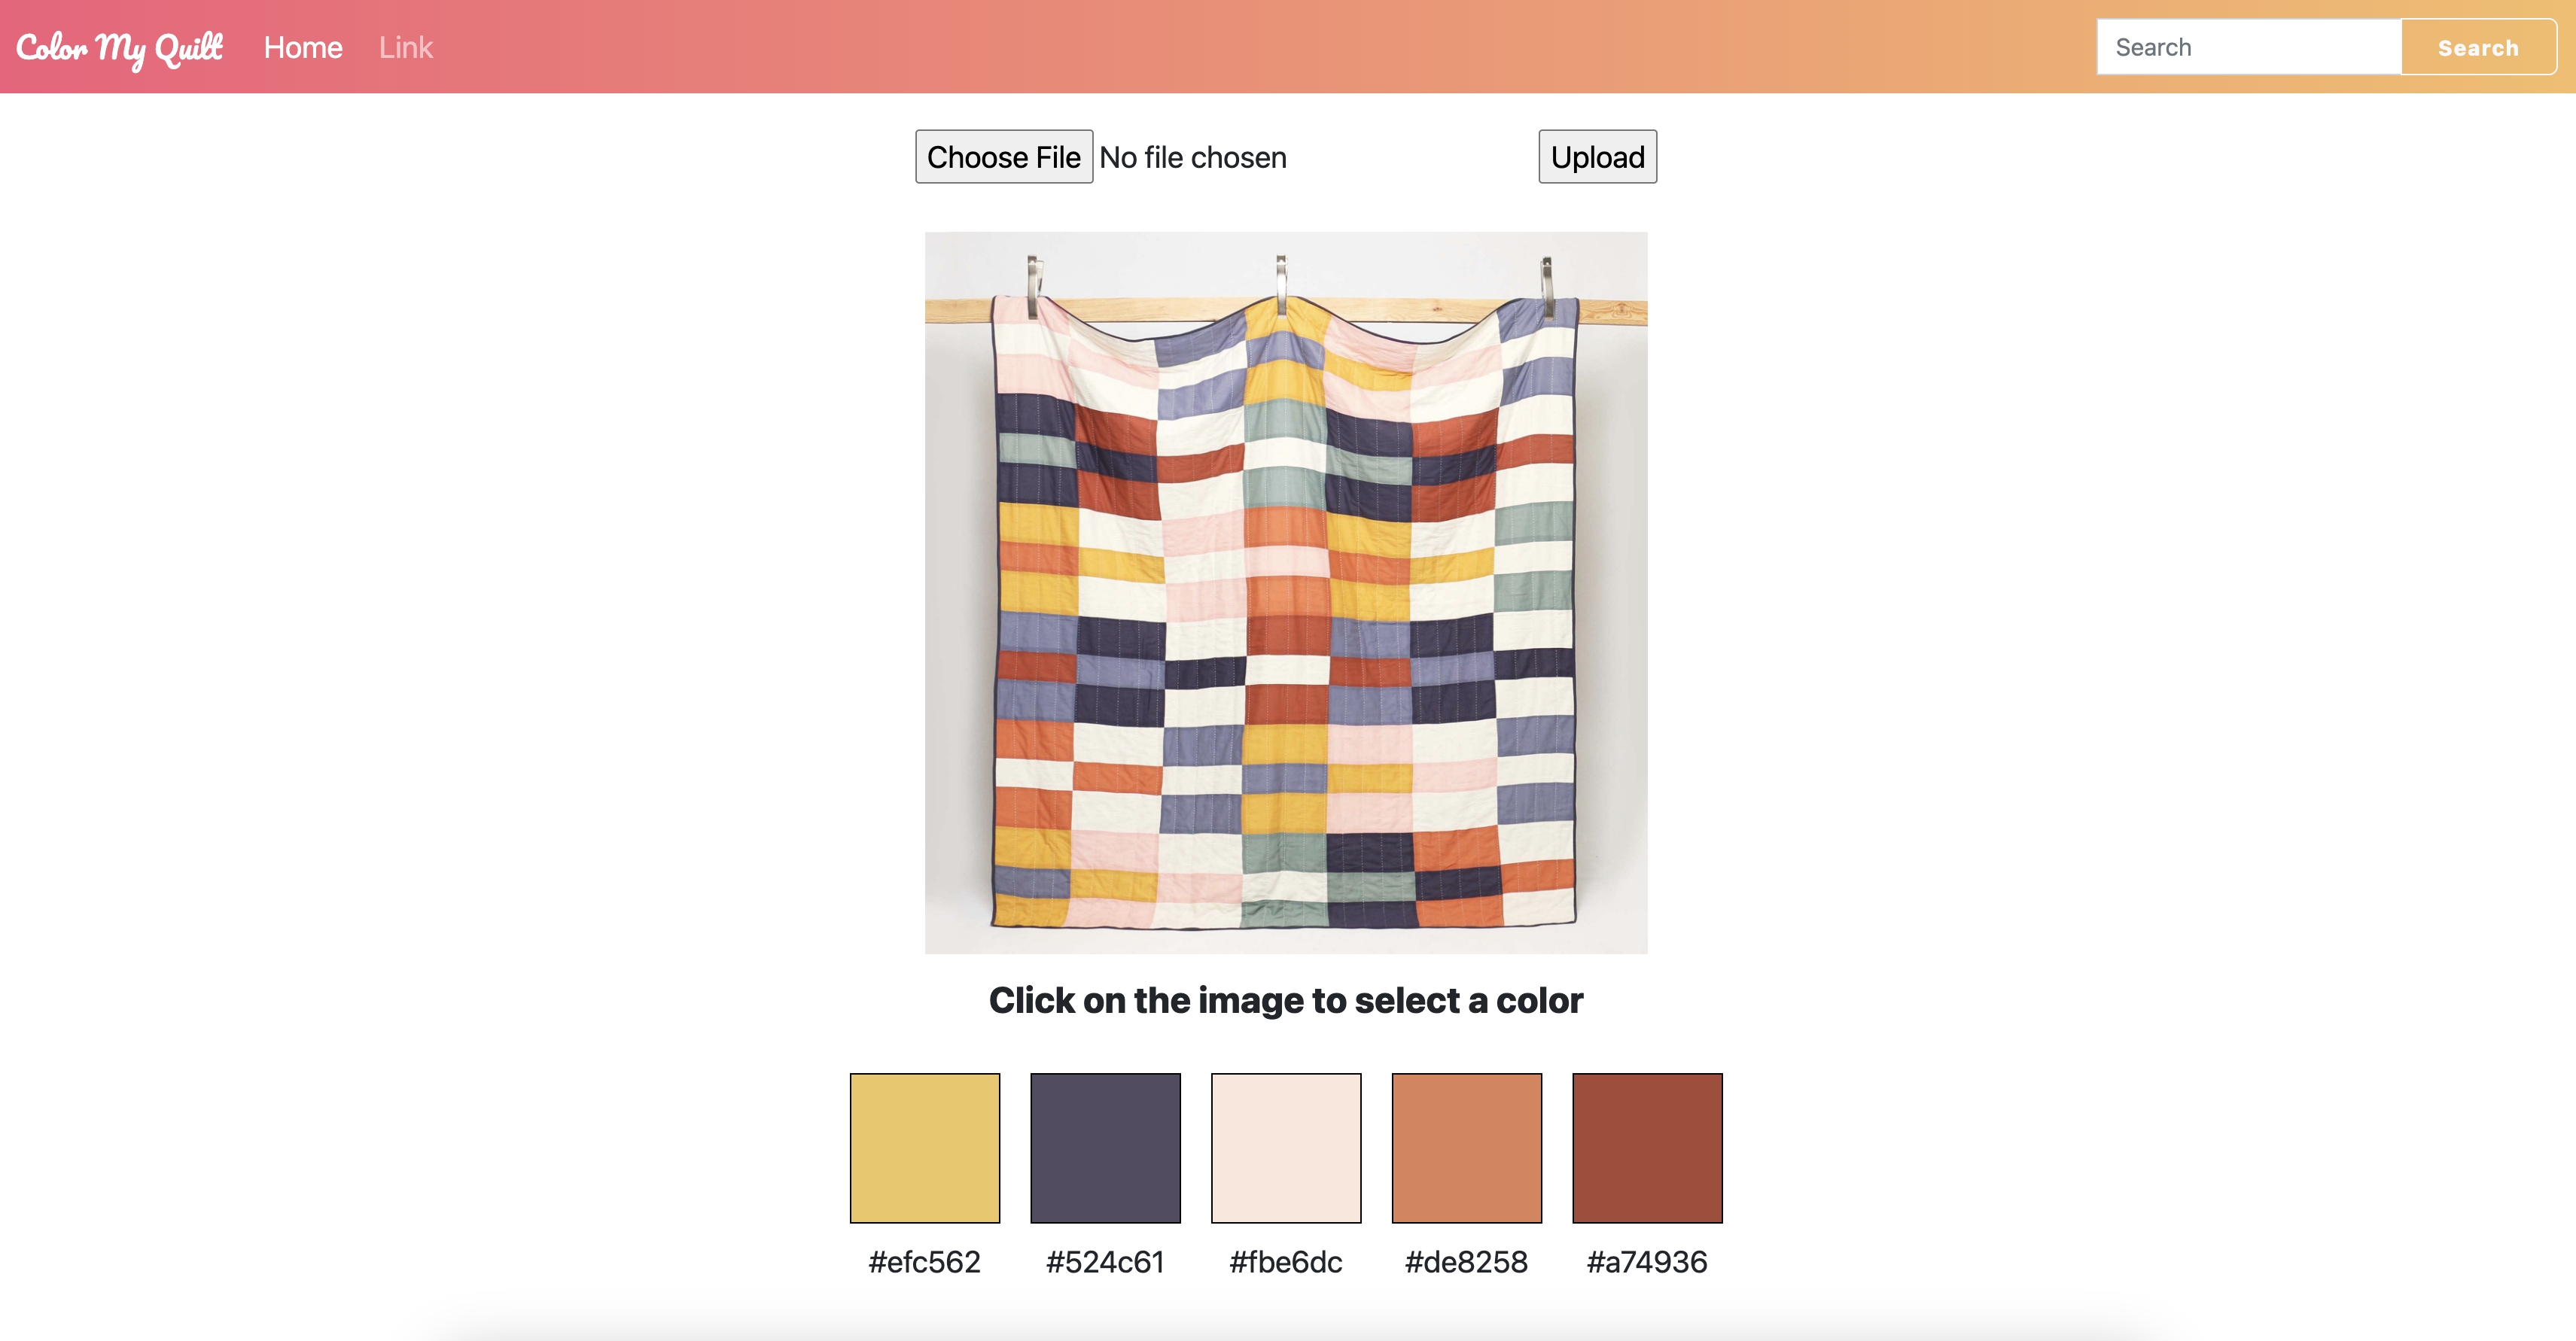 Color My Quilt Home Link Search Search
Choose File No file chosen Upload
Click on the image to select a color
#efc562 #524c61 #fbe6dc #de8258 #a74936